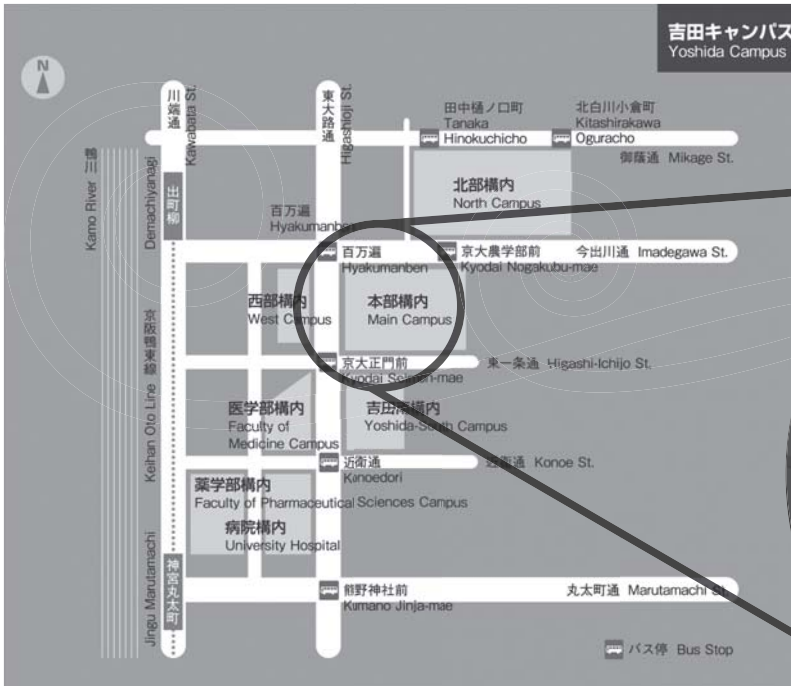 吉田キャンパス
Yoshida Campus
N
川端通
Kawabata St.
東大路通
Higashioji St.
田中樋ノ口町
Tanaka
Hinokuchicho
北白川小倉町
Kitashirakawa
Oguracho
御蔭通 Mikage St.
鴨川
Kamo River
出町柳
Demachiyanagi
北部構内
North Campus
百万遍
Hyakumanben
百万遍
Hyakumanben
京大農学部前
Kyodai Nogakubu-mae
今出川通 Imadegawa St.
西部構内
West Campus
本部構内
Main Campus
京阪鴨東線
Keihan Oto Line
京大正門前
Kyodai Seimon-mae
東一条通 Higashi-Ichijo St.
医学部構内
Faculty of
Medicine Campus
吉田南構内
Yoshida-South Campus
近衛通
Konoedori
近衛通 Konoe St.
薬学部構内
Faculty of Pharmaceutical Sciences Campus
病院構内
University Hospital
神宮丸太町
Jingu Marutamachi
熊野神社前
Kumano Jinja-mae
丸太町通 Marutamachi St.
バス停 Bus Stop